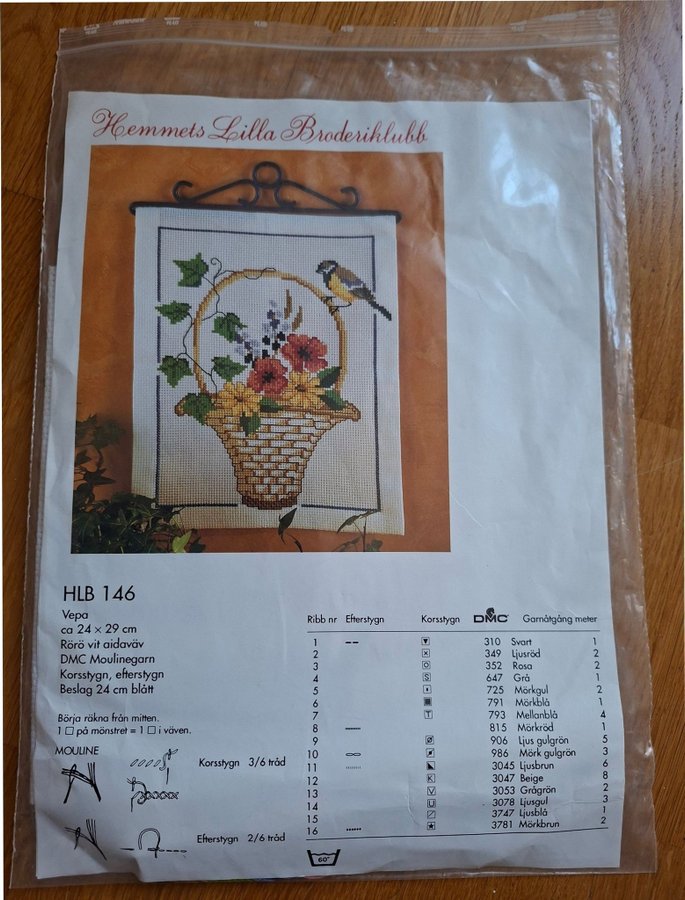 Hemmets Lilla Broderiklubb
HLB 146
Vepa
ca 24 × 29 cm
Rörö vit aidaväv
DMC Moulinegarn
Korsstygn, efterstygn
Beslag 24 cm blått
Börja räkna från mitten.
1 □ på mönstret = 1 □ i väven.
MOULINE
Korsstygn 3/6 tråd
Efterstygn 2/6 tråd
Ribb nr Efterstygn Korsstygn DMC Garnåtgång meter
1 310 Svart 1
2 349 Ljusröd 2
3 352 Rosa 2
4 S 647 Grå 1
5 725 Mörkgul 2
6 791 Mörkblå 1
7 T 793 Mellanblå 4
8 815 Mörkröd 1
9 906 Ljus gulgrön 5
10 986 Mörk gulgrön 3
11 3045 Ljusbrun 6
12 K 3047 Beige 8
13 V 3053 Grågrön 2
14 U 3078 Ljusgul 3
15 3747 Ljusblå 1
16 3781 Mörkbrun 2
60°